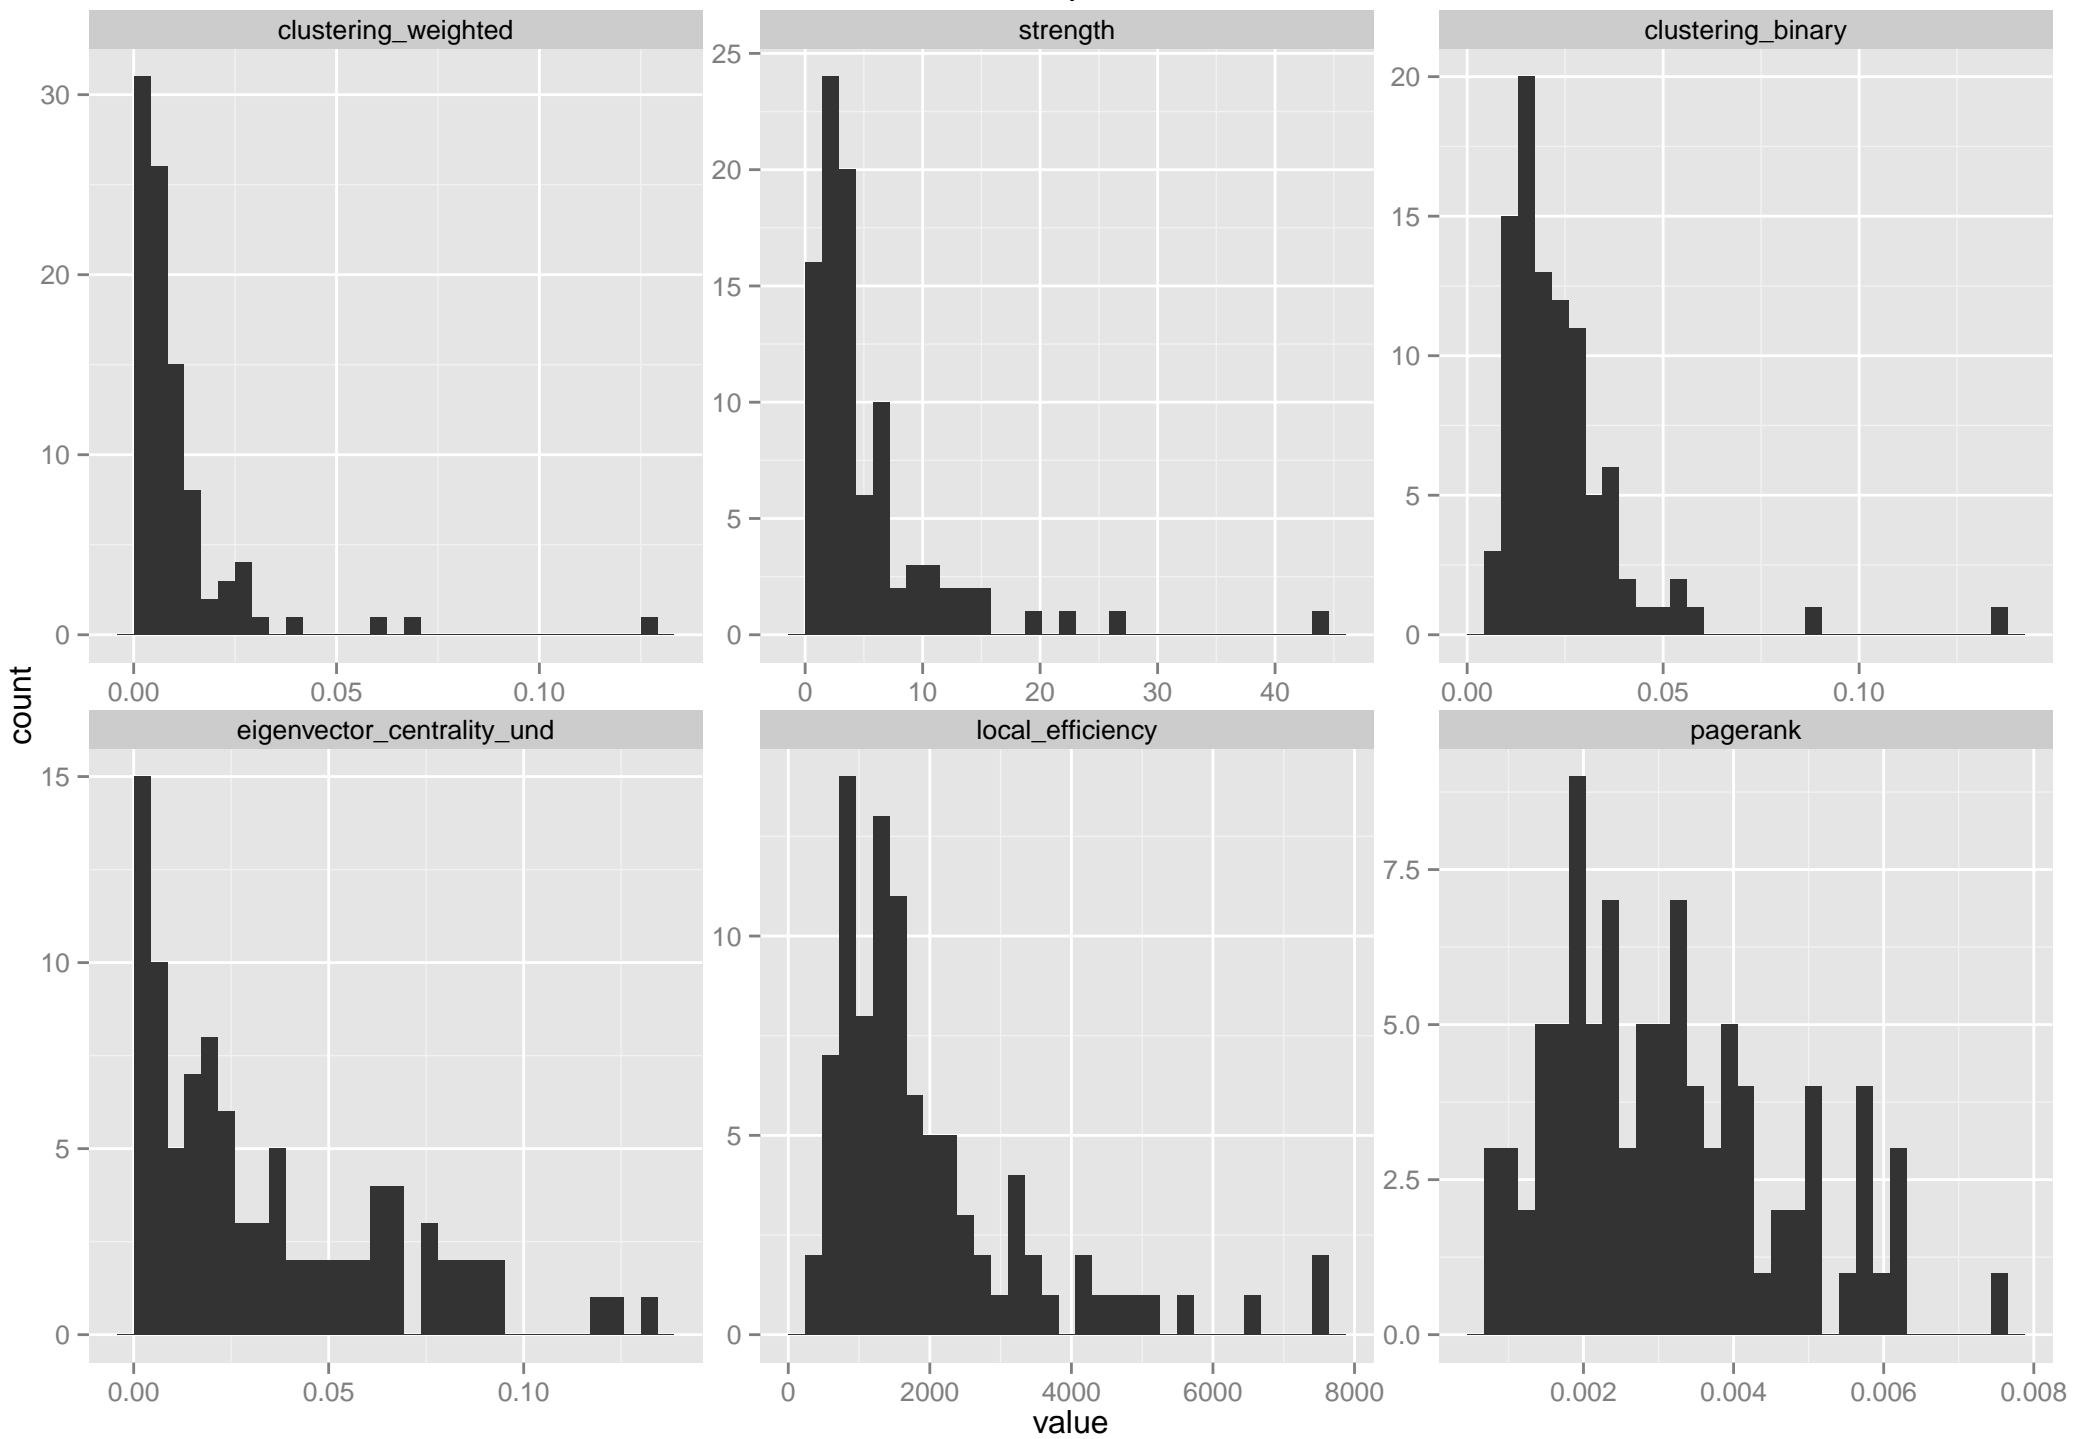 clustering_weighted
strength
clustering_binary
30
20
10
0
25
20
15
10
5
0
20
15
10
5
0
0.00 0.05 0.10
0 10 20 30 40
0.00 0.05 0.10
count
eigenvector_centrality_und
local_efficiency
pagerank
15
10
5
0
10
5
0
7.5
5.0
2.5
0.0
0.00 0.05 0.10
0 2000 4000 6000 8000
0.002 0.004 0.006 0.008
value